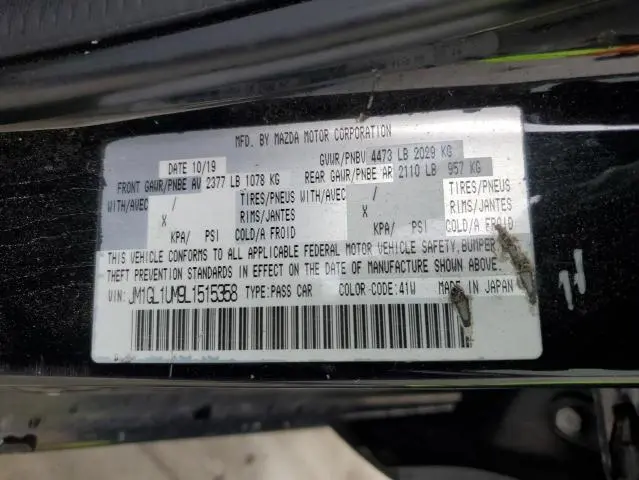 MFD. BY MAZDA MOTOR CORPORATION
DATE 10/19 GVWR/PNBV 4473 LB 2029 KG
FRONT GAWR/PNBE AV 2377 LB 1078 KG REAR GAWR/PNBE AR 2110 LB 957 KG
WITH/AVEC / TIRES/PNEUS WITH/AVEC / TIRES/PNEUS
X RIMS/JANTES X RIMS/JANTES
KPA/ PSI COLD/A FROID KPA/ PSI COLD/A FROID
THIS VEHICLE CONFORMS TO ALL APPLICABLE FEDERAL MOTOR VEHICLE SAFETY, BUMPER
THEFT PREVENTION STANDARDS IN EFFECT ON THE DATE OF MANUFACTURE SHOWN ABOVE.
VIN: JM1GL1UM9L1515358 TYPE:PASS CAR COLOR-CODE:41W MADE IN JAPAN